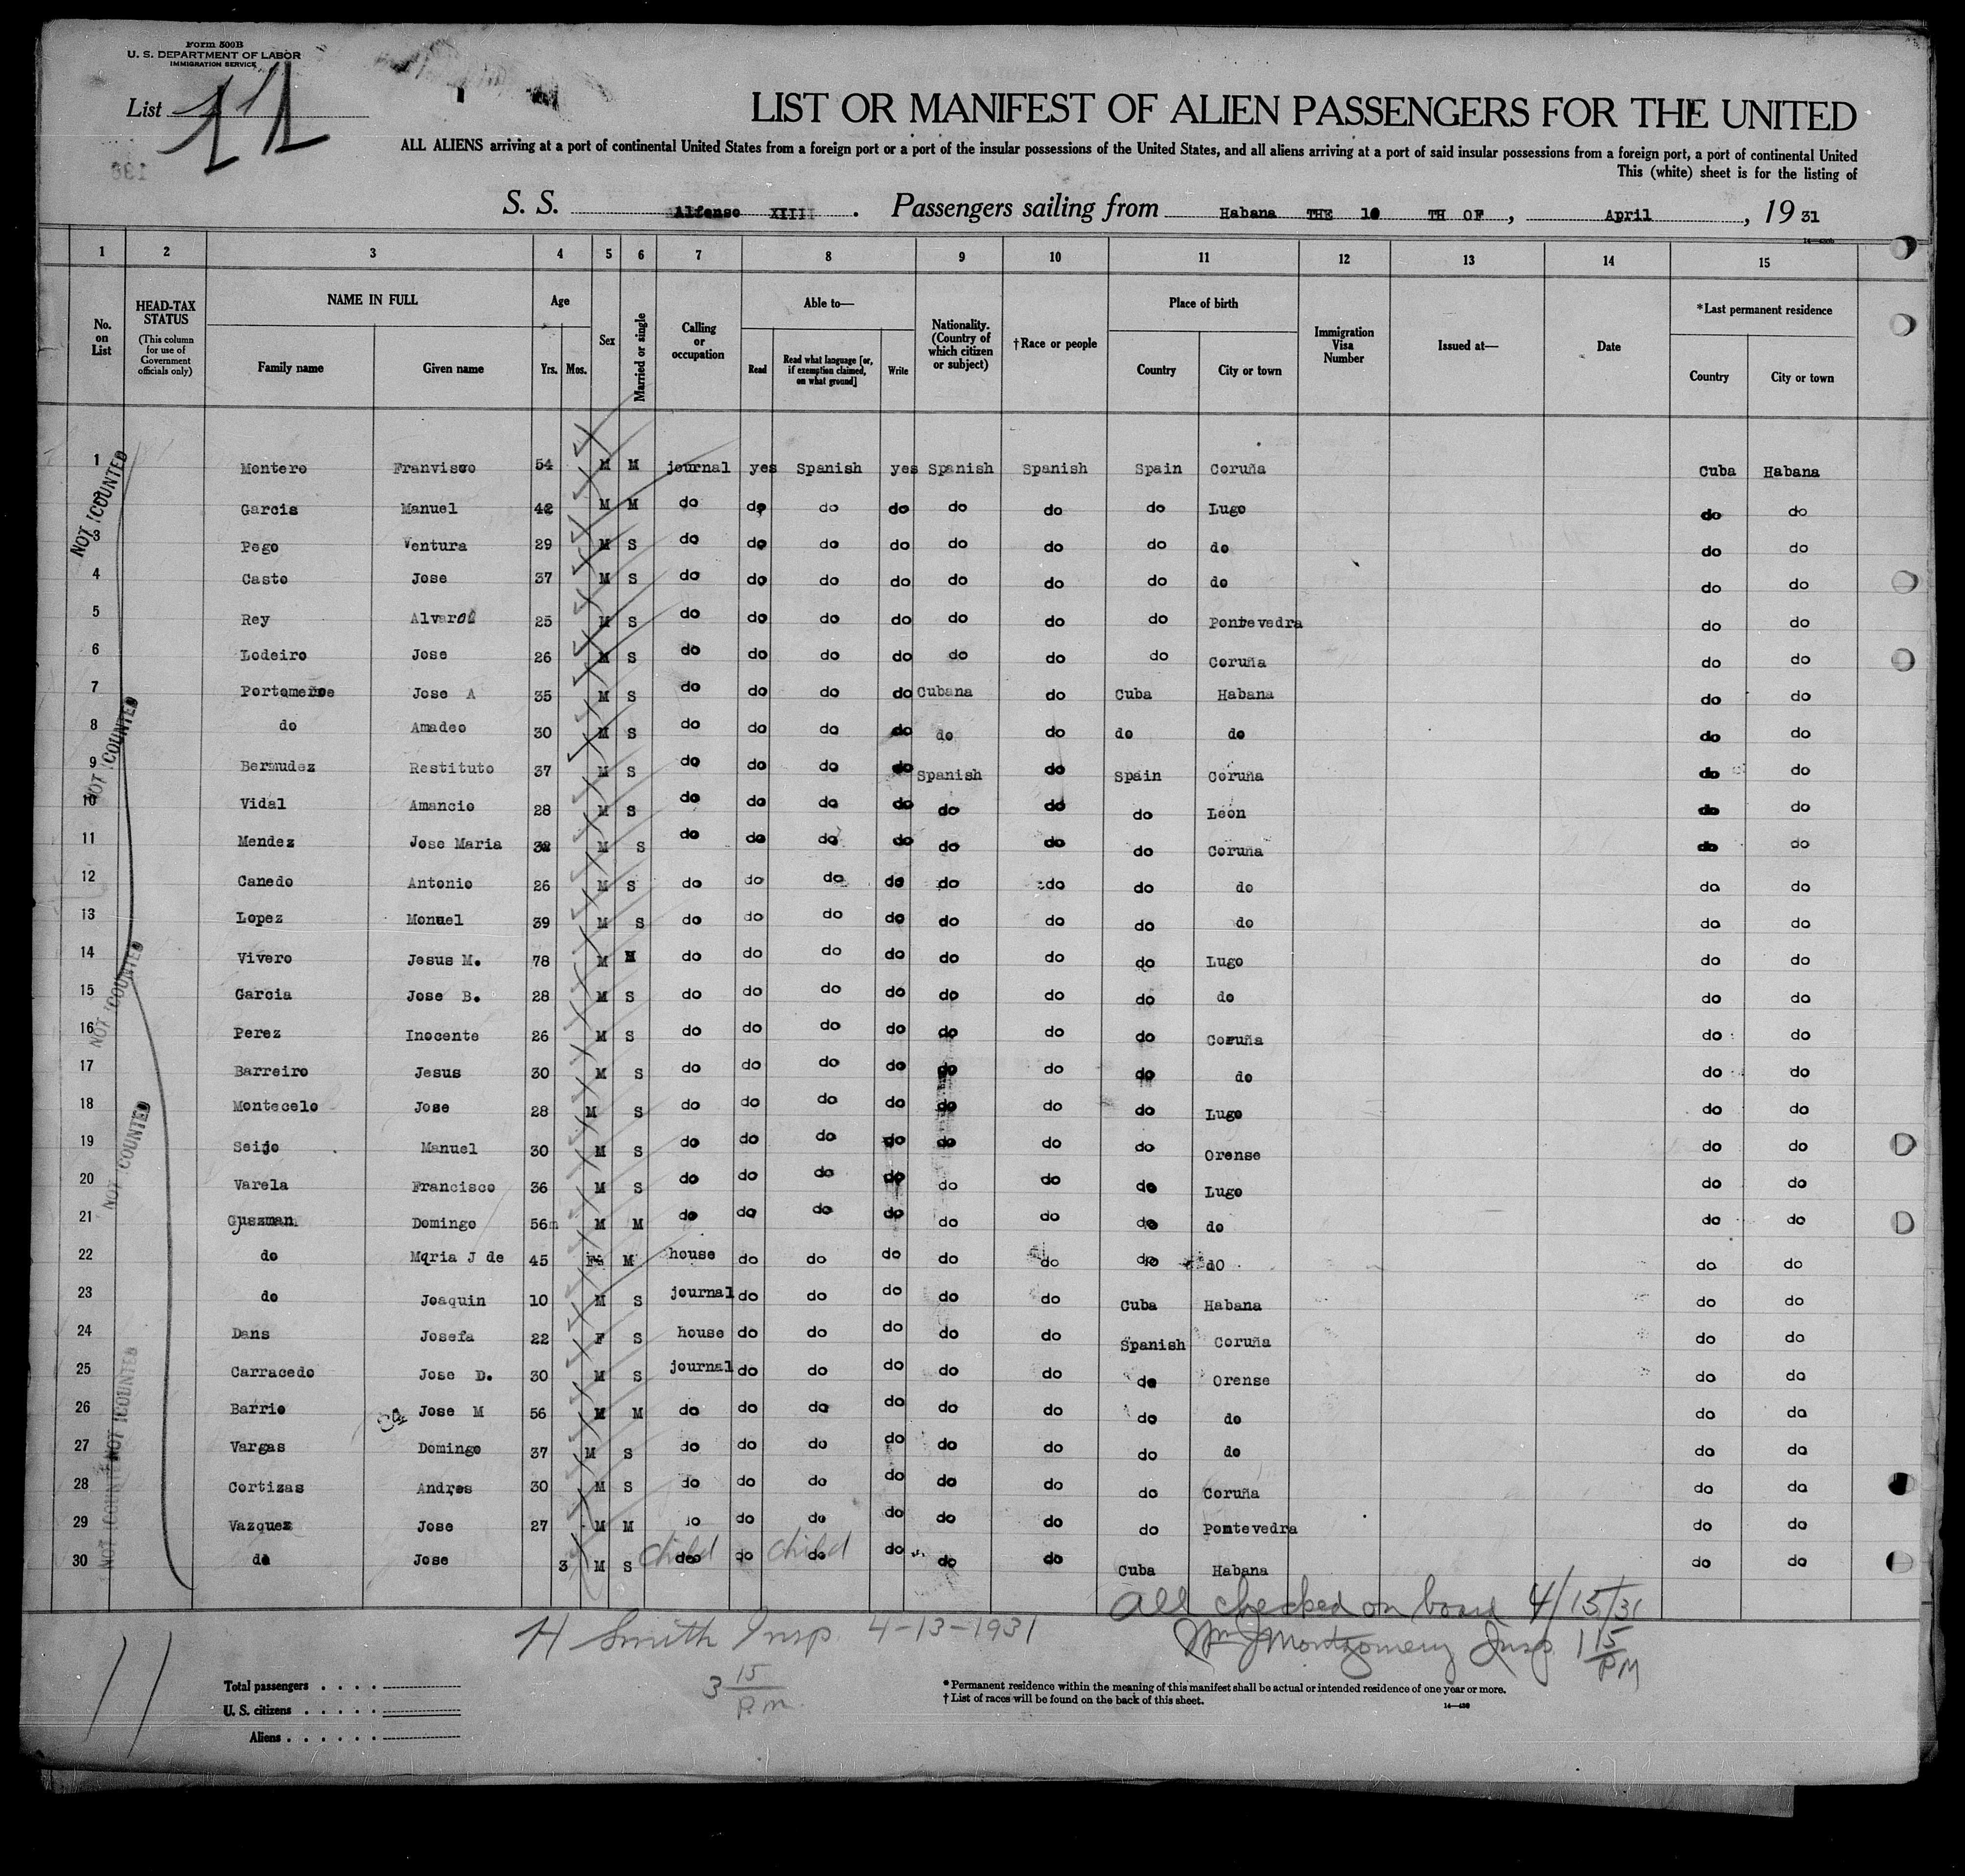 Form 500B
U. S. DEPARTMENT OF LABOR
IMMIGRATION SERVICE
List 11
LIST OR MANIFEST OF ALIEN PASSENGERS FOR THE UNITED
ALL ALIENS arriving at a port of continental United States from a foreign port or a port of the insular possessions of the United States, and all aliens arriving at a port of said insular possessions from a foreign port, a port of continental United
This (white) sheet is for the listing of
S. S. Alfonso XIIII . Passengers sailing from Habana THE 10 TH OF , April , 19 31
1 2 3 4 5 6 7 8 9 10 11 12 13 14 15
No. on List HEAD-TAX STATUS (This column for use of Government officials only) NAME IN FULL Family name Given name Age Yrs. Mos. Sex Married or single Calling or occupation Able to— Read Read what language [or, if exemption claimed, on what ground] Write Nationality. (Country of which citizen or subject) †Race or people Place of birth Country City or town Immigration Visa Number Issued at— Date *Last permanent residence Country City or town
1 Montero Franvisco 54 M M journal yes Spanish yes Spanish Spanish Spain Coruña Cuba Habana
Garcia Manuel 42 M M do do do do do do do Lugo do do
3 Pego Ventura 29 M S do do do do do do do do do do
4 Casto Jose 37 M S do do do do do do do do do do
5 Rey Alvaro 25 M S do do do do do do do Pontevedra do do
6 Lodeiro Jose 26 M S do do do do do do do Coruña do do
7 Jose A 35 M S do do do do Cubana do Cuba Habana do do
8 do Amadeo 30 M S do do do do do do do do do do
9 Bermudez Restituto 37 M S do do do do Spanish do Spain Coruña do do
10 Vidal Amancio 28 M S do do do do do do do Leon do do
11 Mendez Jose Maria 32 M S do do do do do do do Coruña do do
12 Canedo Antonio 26 M S do do do do do do do do do do
13 Lopez Monuel 39 M S do do do do do do do do do do
14 Vivero Jesus M. 78 M M do do do do do do do Lugo do do
15 Garcia Jose B. 28 M S do do do do do do do do do do
16 Perez Inocente 26 M S do do do do do do do Coruña do do
17 Barreiro Jesus 30 M S do do do do do do do do do do
18 Montecelo Jose 28 M S do do do do do do do Lugo do do
19 Seijo Manuel 30 M S do do do do do do do Orense do do
20 Varela Francisco 36 M S do do do do do do do Lugo do do
21 Guszman Domingo 56 M M do do do do do do do do do do
22 do Mqria J de 45 F M house do do do do do do dO do do
23 do Joaquin 10 M S journal do do do do do Cuba Habana do do
24 Dans Josefa 22 F S house do do do do do Spanish Coruña do do
25 Carracedo Jose D. 30 M S journal do do do do do do Orense do do
26 Barrio Jose M 56 M M do do do do do do do do do do
27 Vargas Domingo 37 M S do do do do do do do do do do
28 Cortizas Andres 30 M S do do do do do do do Coruña do do
29 Vazquez Jose 27 M M do do do do do do do Pontevedra do do
30 do Jose 3 M S child do do child do do do do Cuba Habana do do
NOT COUNTED
NOT COUNTED
NOT COUNTED
NOT COUNTED
NOT COUNTED
NOT COUNTED
All checked on board 4/15/31
H Smith Insp. 4-13-1931
Wm J Montgomery Insp. 1 15 PM
3 15 P.m.
11
Total passengers . . . .
U. S. citizens . . . . .
Aliens . . . . . .
* Permanent residence within the meaning of this manifest shall be actual or intended residence of one year or more.
† List of races will be found on the back of this sheet.
14—430